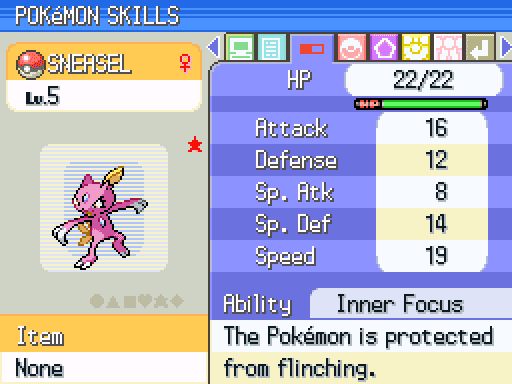 POKéMON SKILLS
SNEASEL ♀
Lv.5
Item
None
HP 22/22
HP
Attack 16
Defense 12
Sp. Atk 8
Sp. Def 14
Speed 19
Ability Inner Focus
The Pokémon is protected
from flinching.